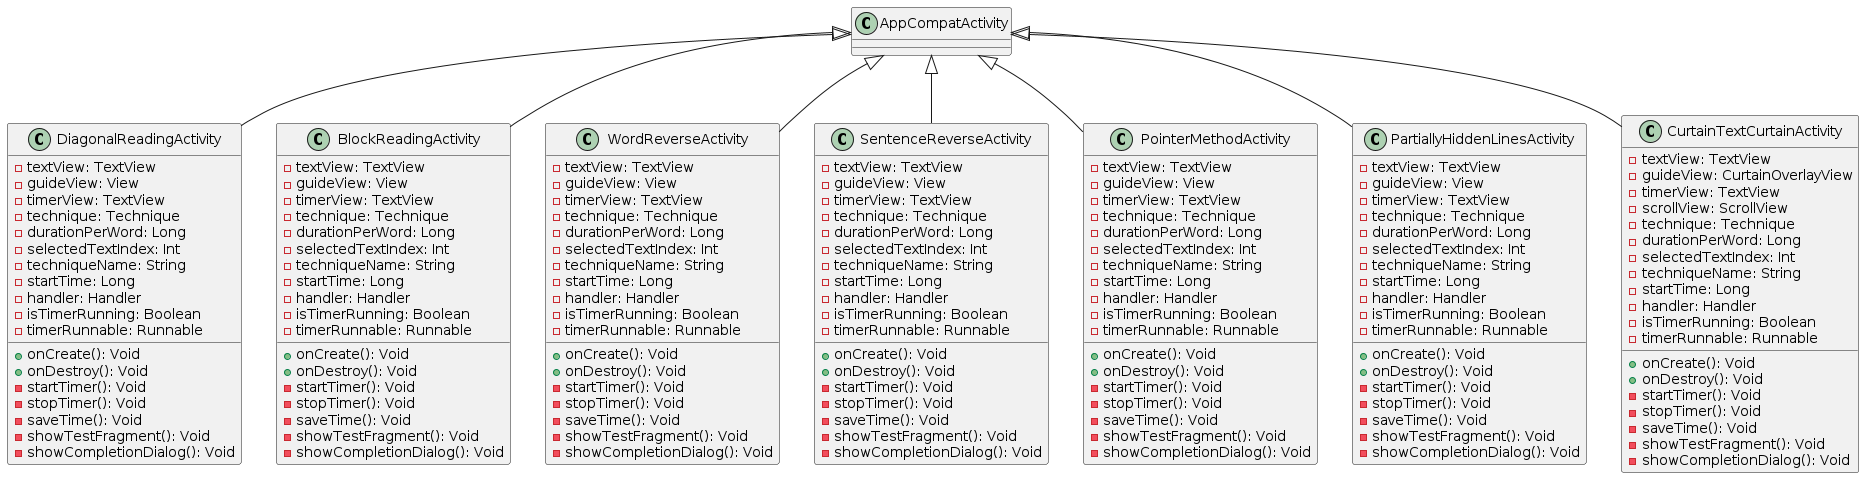 C AppCompatActivity
C DiagonalReadingActivity
textView: TextView
guideView: View
timerView: TextView
technique: Technique
durationPerWord: Long
selectedTextIndex: Int
techniqueName: String
startTime: Long
handler: Handler
isTimerRunning: Boolean
timerRunnable: Runnable
onCreate(): Void
onDestroy(): Void
startTimer(): Void
stopTimer(): Void
saveTime(): Void
showTestFragment(): Void
showCompletionDialog(): Void
C BlockReadingActivity
textView: TextView
guideView: View
timerView: TextView
technique: Technique
durationPerWord: Long
selectedTextIndex: Int
techniqueName: String
startTime: Long
handler: Handler
isTimerRunning: Boolean
timerRunnable: Runnable
onCreate(): Void
onDestroy(): Void
startTimer(): Void
stopTimer(): Void
saveTime(): Void
showTestFragment(): Void
showCompletionDialog(): Void
C WordReverseActivity
textView: TextView
guideView: View
timerView: TextView
technique: Technique
durationPerWord: Long
selectedTextIndex: Int
techniqueName: String
startTime: Long
handler: Handler
isTimerRunning: Boolean
timerRunnable: Runnable
onCreate(): Void
onDestroy(): Void
startTimer(): Void
stopTimer(): Void
saveTime(): Void
showTestFragment(): Void
showCompletionDialog(): Void
C SentenceReverseActivity
textView: TextView
guideView: View
timerView: TextView
technique: Technique
durationPerWord: Long
selectedTextIndex: Int
techniqueName: String
startTime: Long
handler: Handler
isTimerRunning: Boolean
timerRunnable: Runnable
onCreate(): Void
onDestroy(): Void
startTimer(): Void
stopTimer(): Void
saveTime(): Void
showTestFragment(): Void
showCompletionDialog(): Void
C PointerMethodActivity
textView: TextView
guideView: View
timerView: TextView
technique: Technique
durationPerWord: Long
selectedTextIndex: Int
techniqueName: String
startTime: Long
handler: Handler
isTimerRunning: Boolean
timerRunnable: Runnable
onCreate(): Void
onDestroy(): Void
startTimer(): Void
stopTimer(): Void
saveTime(): Void
showTestFragment(): Void
showCompletionDialog(): Void
C PartiallyHiddenLinesActivity
textView: TextView
guideView: View
timerView: TextView
technique: Technique
durationPerWord: Long
selectedTextIndex: Int
techniqueName: String
startTime: Long
handler: Handler
isTimerRunning: Boolean
timerRunnable: Runnable
onCreate(): Void
onDestroy(): Void
startTimer(): Void
stopTimer(): Void
saveTime(): Void
showTestFragment(): Void
showCompletionDialog(): Void
C CurtainTextCurtainActivity
textView: TextView
guideView: CurtainOverlayView
timerView: TextView
scrollView: ScrollView
technique: Technique
durationPerWord: Long
selectedTextIndex: Int
techniqueName: String
startTime: Long
handler: Handler
isTimerRunning: Boolean
timerRunnable: Runnable
onCreate(): Void
onDestroy(): Void
startTimer(): Void
stopTimer(): Void
saveTime(): Void
showTestFragment(): Void
showCompletionDialog(): Void